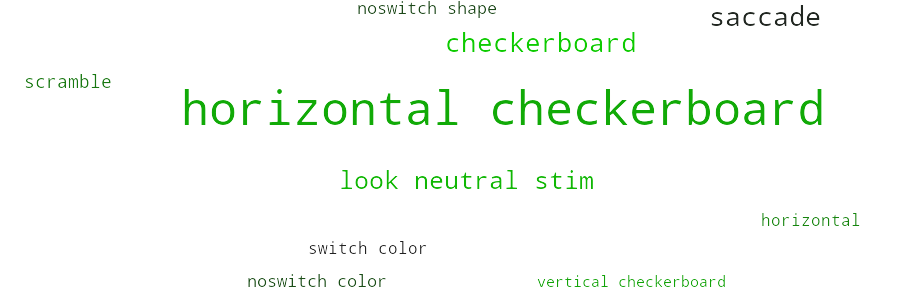 noswitch shape
saccade
checkerboard
scramble
horizontal checkerboard
look neutral stim
horizontal
switch color
noswitch color
vertical checkerboard